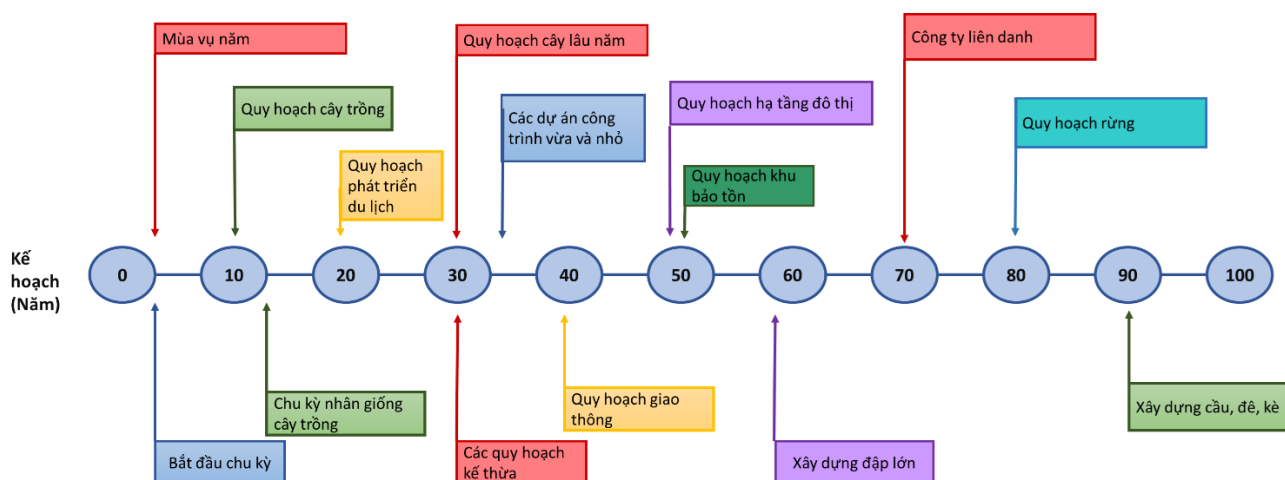 Mùa vụ năm
Quy hoạch cây lâu năm
Công ty liên danh
Quy hoạch cây trồng
Các dự án công
trình vừa và nhỏ
Quy hoạch hạ tầng đô thị
Quy hoạch rừng
Quy hoạch
phát triển
du lịch
Quy hoạch khu
bảo tồn
Kế
hoạch
(Năm)
0 10 20 30 40 50 60 70 80 90 100
Chu kỳ nhân giống
cây trồng
Quy hoạch giao
thông
Xây dựng cầu, đê, kè
Bắt đầu chu kỳ
Các quy hoạch
kế thừa
Xây dựng đập lớn